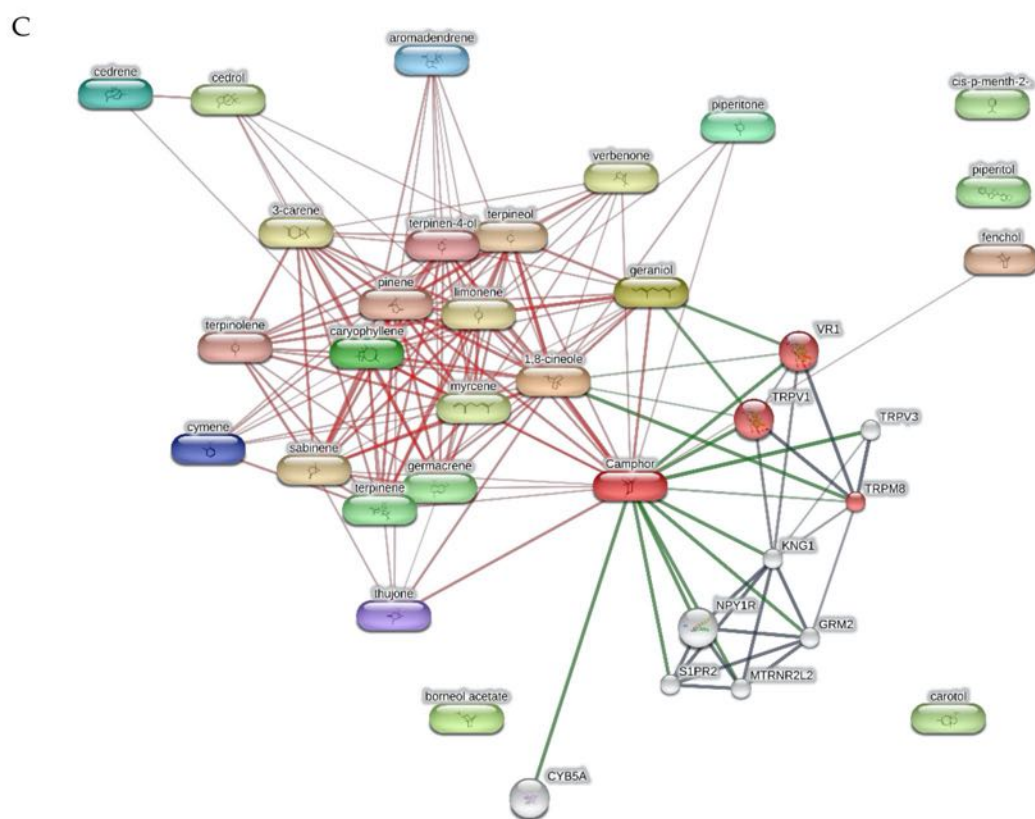 C
aromadendrene
cedrene
cedrol
cis-p-menth-2-
piperitone
verbenone
piperitol
3-carene
terpinen-4-ol
terpineol
fenchol
pinene
limonene
geraniol
terpinolene
caryophyllene
VR1
1,8-cineole
myrcene
TRPV1
TRPV3
cymene
sabinene
germacrene
Camphor
terpinene
TRPM8
KNG1
thujone
NPY1R
GRM2
S1PR2
MTRNR2L2
borneol acetate
carotol
CYB5A